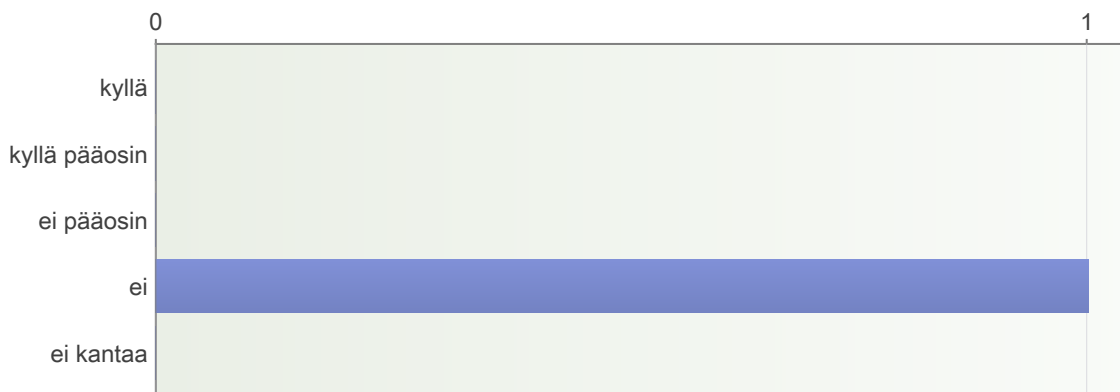 0 1
kyllä
kyllä pääosin
ei pääosin
ei
ei kantaa